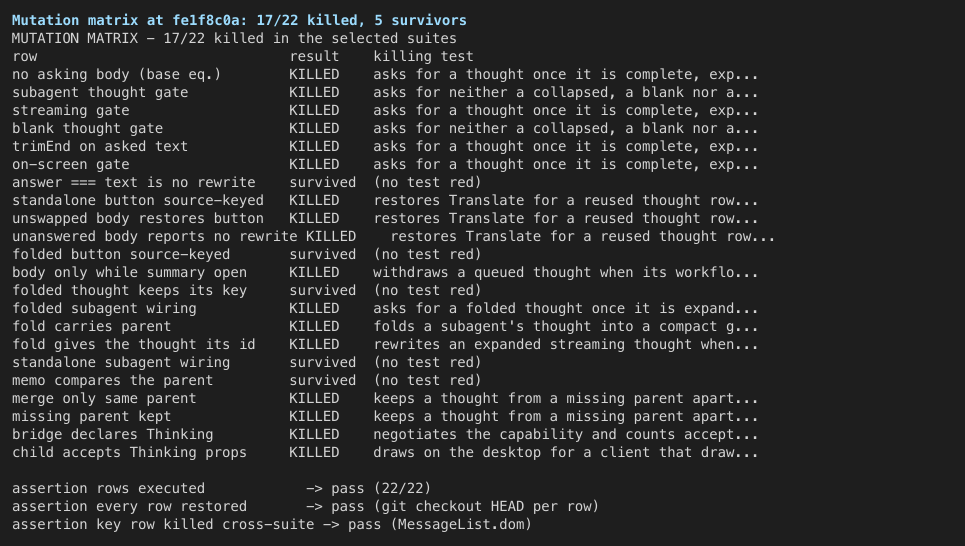 Mutation matrix at fe1f8c0a: 17/22 killed, 5 survivors
MUTATION MATRIX — 17/22 killed in the selected suites
row result killing test
no asking body (base eq.) KILLED asks for a thought once it is complete, exp...
subagent thought gate KILLED asks for neither a collapsed, a blank nor a...
streaming gate KILLED asks for a thought once it is complete, exp...
blank thought gate KILLED asks for neither a collapsed, a blank nor a...
trimEnd on asked text KILLED asks for a thought once it is complete, exp...
on-screen gate KILLED asks for a thought once it is complete, exp...
answer === text is no rewrite survived (no test red)
standalone button source-keyed KILLED restores Translate for a reused thought row...
unswapped body restores button KILLED restores Translate for a reused thought row...
unanswered body reports no rewrite KILLED restores Translate for a reused thought row...
folded button source-keyed survived (no test red)
body only while summary open KILLED withdraws a queued thought when its workflo...
folded thought keeps its key survived (no test red)
folded subagent wiring KILLED asks for a folded thought once it is expand...
fold carries parent KILLED folds a subagent's thought into a compact g...
fold gives the thought its id KILLED rewrites an expanded streaming thought when...
standalone subagent wiring survived (no test red)
memo compares the parent survived (no test red)
merge only same parent KILLED keeps a thought from a missing parent apart...
missing parent kept KILLED keeps a thought from a missing parent apart...
bridge declares Thinking KILLED negotiates the capability and counts accept...
child accepts Thinking props KILLED draws on the desktop for a client that draw...
assertion rows executed -> pass (22/22)
assertion every row restored -> pass (git checkout HEAD per row)
assertion key row killed cross-suite -> pass (MessageList.dom)